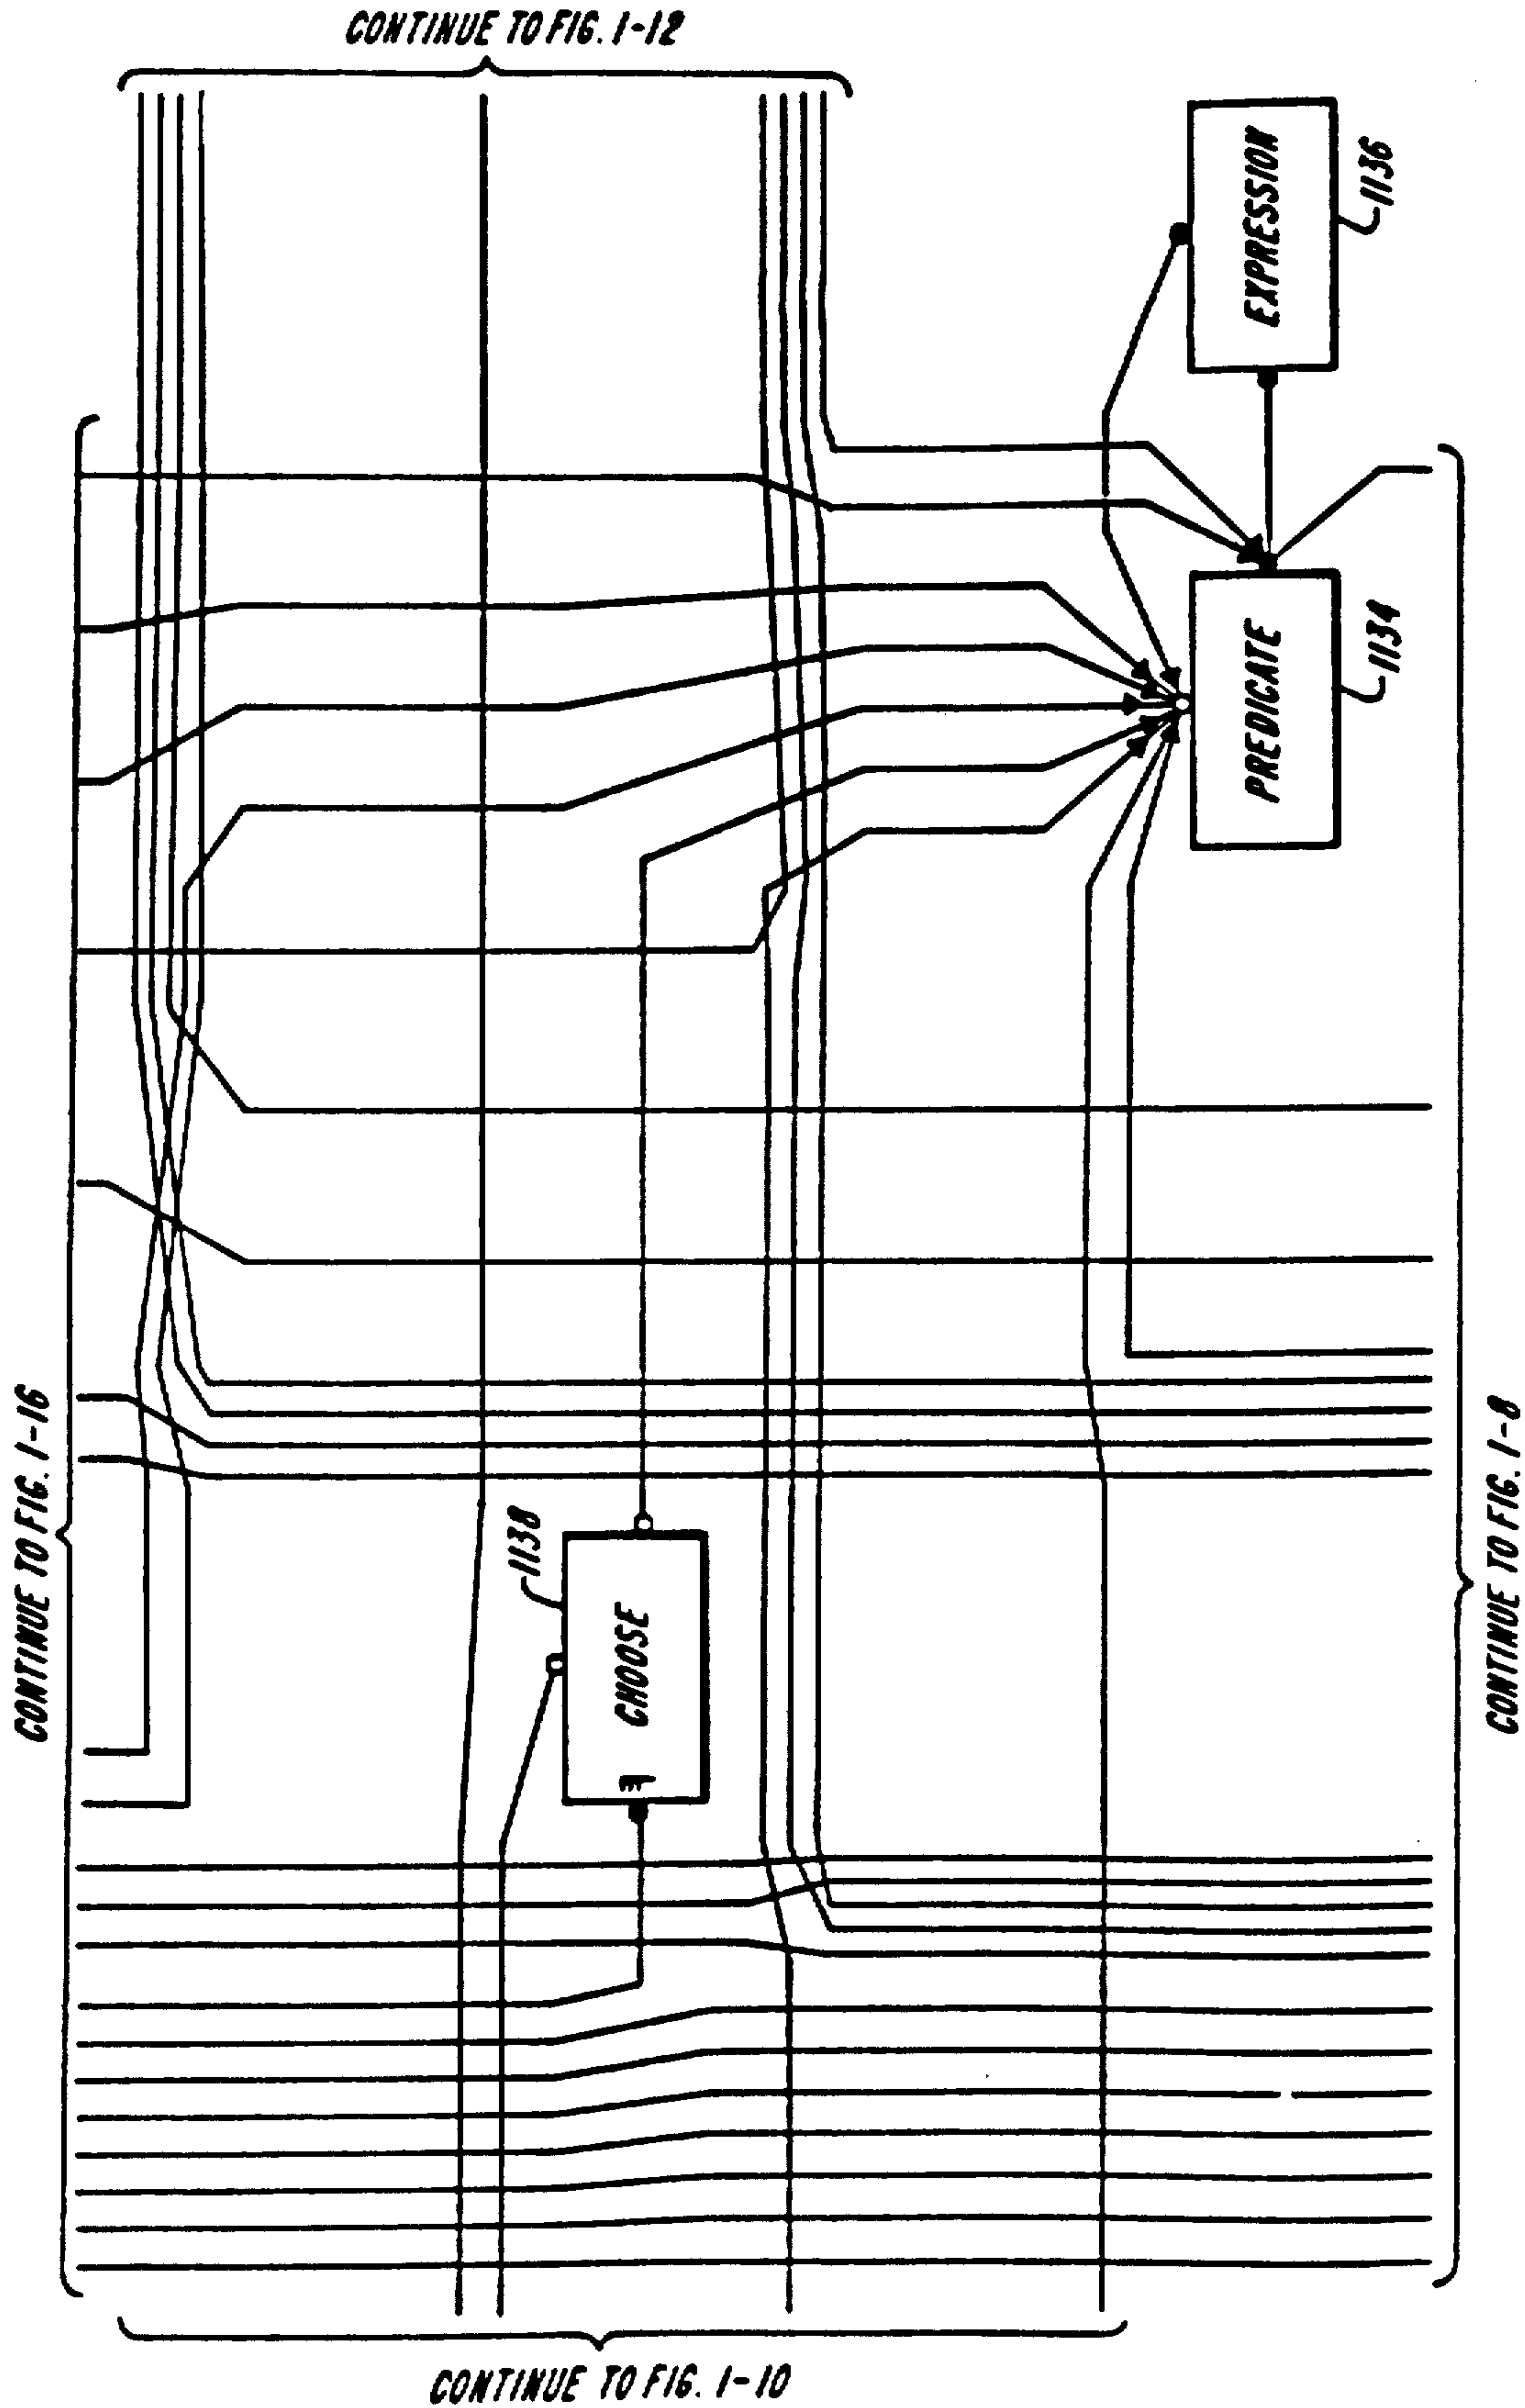 CONTINUE TO FIG. 1-12
EXPRESSION
1136
PREDICATE
1134
CONTINUE TO FIG. 1-16
1138
CHOOSE
CONTINUE TO FIG. 1-8
CONTINUE TO FIG. 1-10